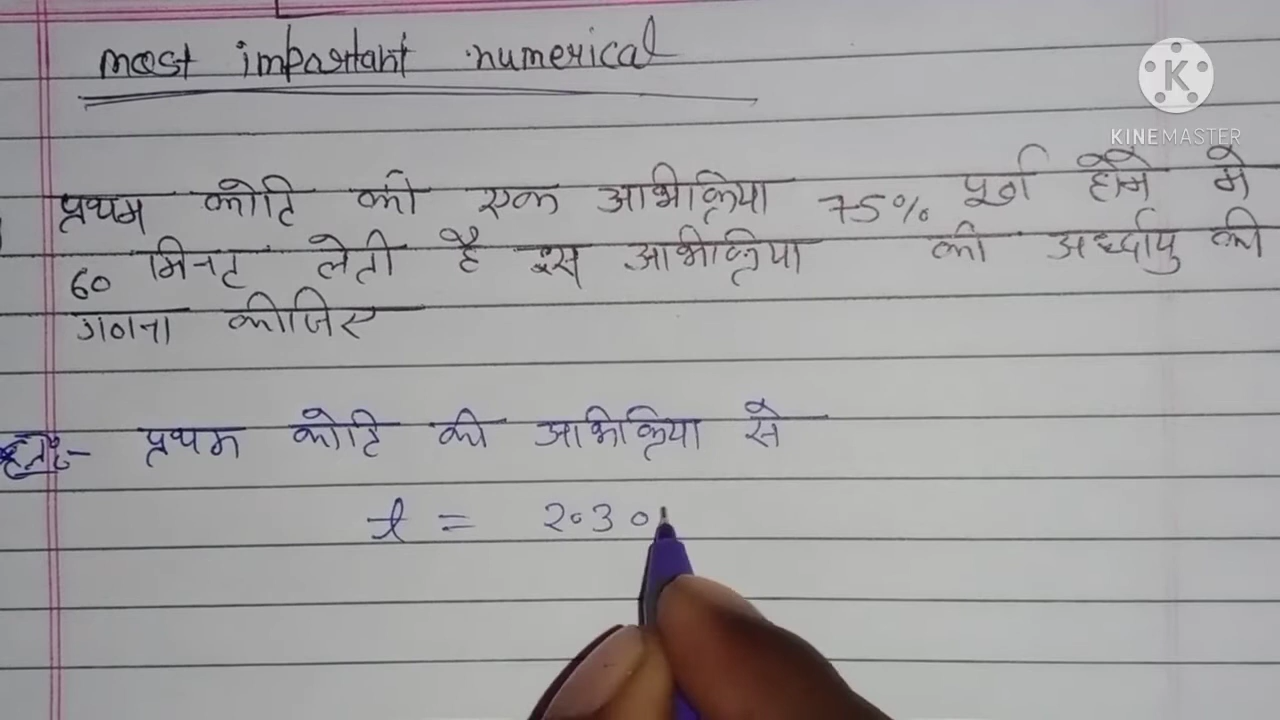 most important numerical
KINEMASTER
प्रथम कोटि की एक अभिक्रिया 75% पूर्ण होने मे
60 मिनट लेती है इस अभिक्रिया की अर्द्धायु की
गणना कीजिए
हल:- प्रथम कोटि की अभिक्रिया से
t = 2.30